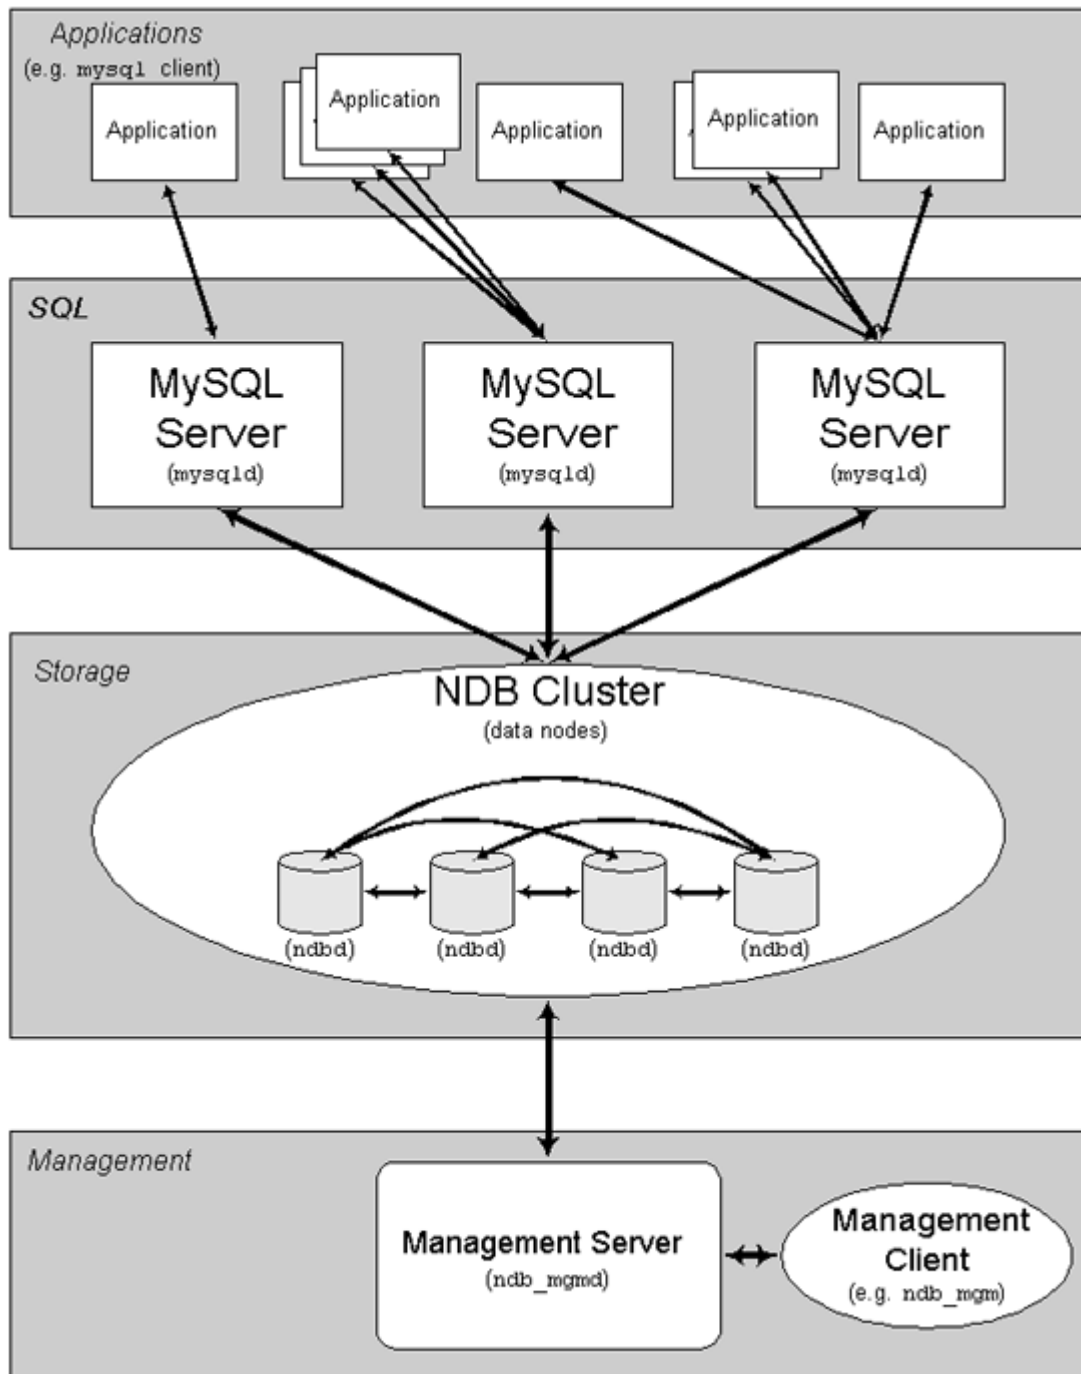 Applications
(e.g. mysql client)
Application
Application
Application
Application
Application
SQL
MySQL
Server
(mysqld)
MySQL
Server
(mysqld)
MySQL
Server
(mysqld)
Storage
NDB Cluster
(data nodes)
(ndbd)
(ndbd)
(ndbd)
(ndbd)
Management
Management Server
(ndb_mgmd)
Management
Client
(e.g. ndb_mgm)